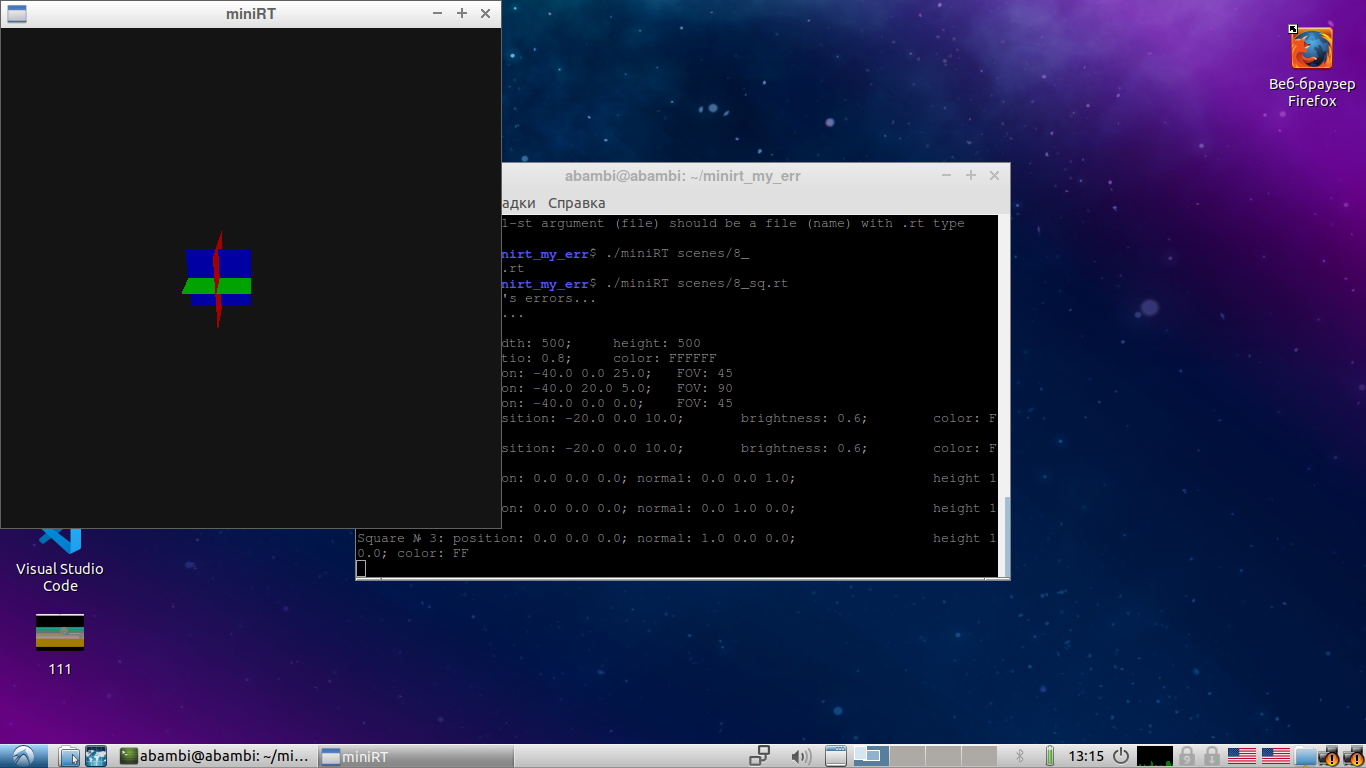 miniRT
Веб-браузер
Firefox
abambi@abambi: ~/minirt_my_err
адки Справка
l-st argument (file) should be a file (name) with .rt type
nirt_my_err$ ./miniRT scenes/8_
.rt
nirt_my_err$ ./miniRT scenes/8_sq.rt
's errors...
...
dth: 500; height: 500
tio: 0.8; color: FFFFFF
on: -40.0 0.0 25.0; FOV: 45
on: -40.0 20.0 5.0; FOV: 90
on: -40.0 0.0 0.0; FOV: 45
sition: -20.0 0.0 10.0; brightness: 0.6; color: F
sition: -20.0 0.0 10.0; brightness: 0.6; color: F
on: 0.0 0.0 0.0; normal: 0.0 0.0 1.0; height 1
on: 0.0 0.0 0.0; normal: 0.0 1.0 0.0; height 1
Square № 3: position: 0.0 0.0 0.0; normal: 1.0 0.0 0.0; height 1
0.0; color: FF
Visual Studio
Code
111
abambi@abambi: ~/mi...
miniRT
13:15